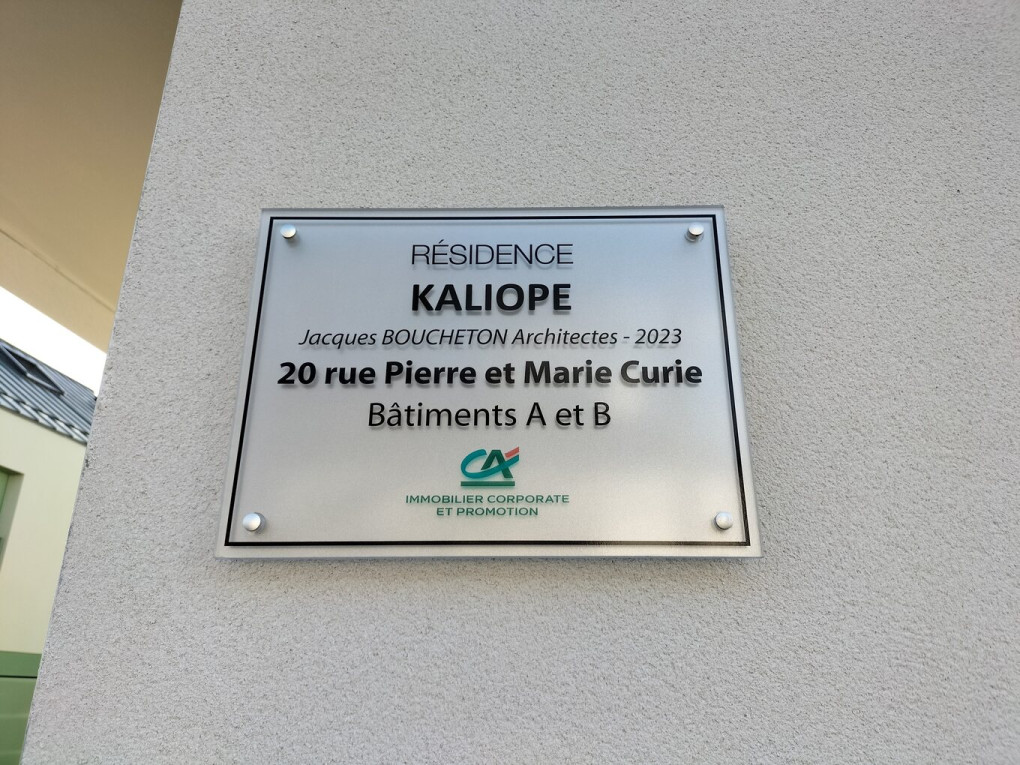 RÉSIDENCE
KALIOPE
Jacques BOUCHETON Architectes - 2023
20 rue Pierre et Marie Curie
Bâtiments A et B
CA
IMMOBILIER CORPORATE
ET PROMOTION